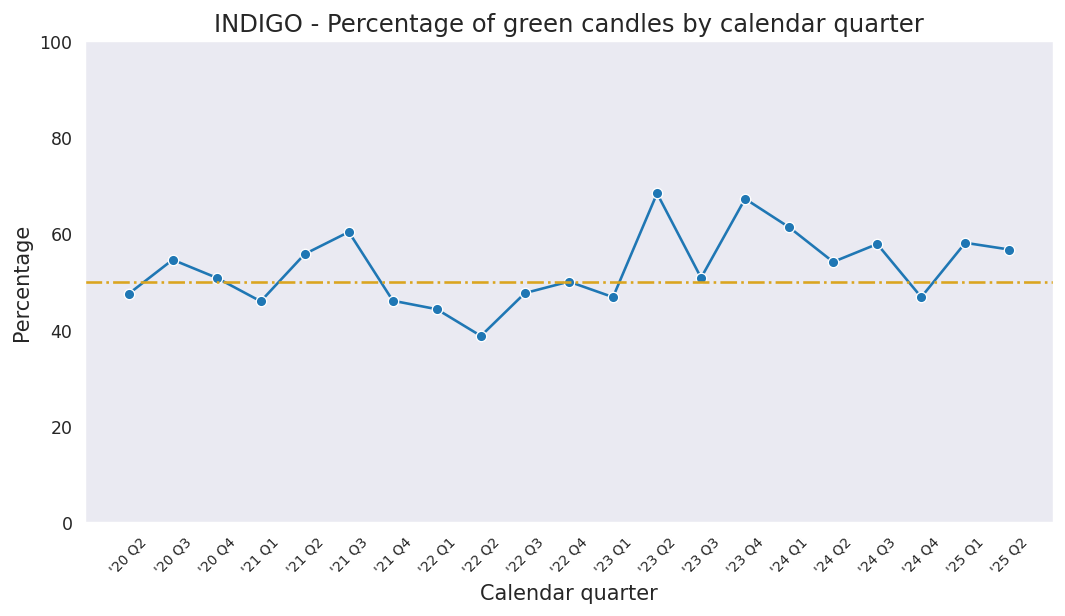 INDIGO - Percentage of green candles by calendar quarter
100
80
60
40
20
0
Percentage
'20 Q2
'20 Q3
'20 Q4
'21 Q1
'21 Q2
'21 Q3
'21 Q4
'22 Q1
'22 Q2
'22 Q3
'22 Q4
'23 Q1
'23 Q2
'23 Q3
'23 Q4
'24 Q1
'24 Q2
'24 Q3
'24 Q4
'25 Q1
'25 Q2
Calendar quarter